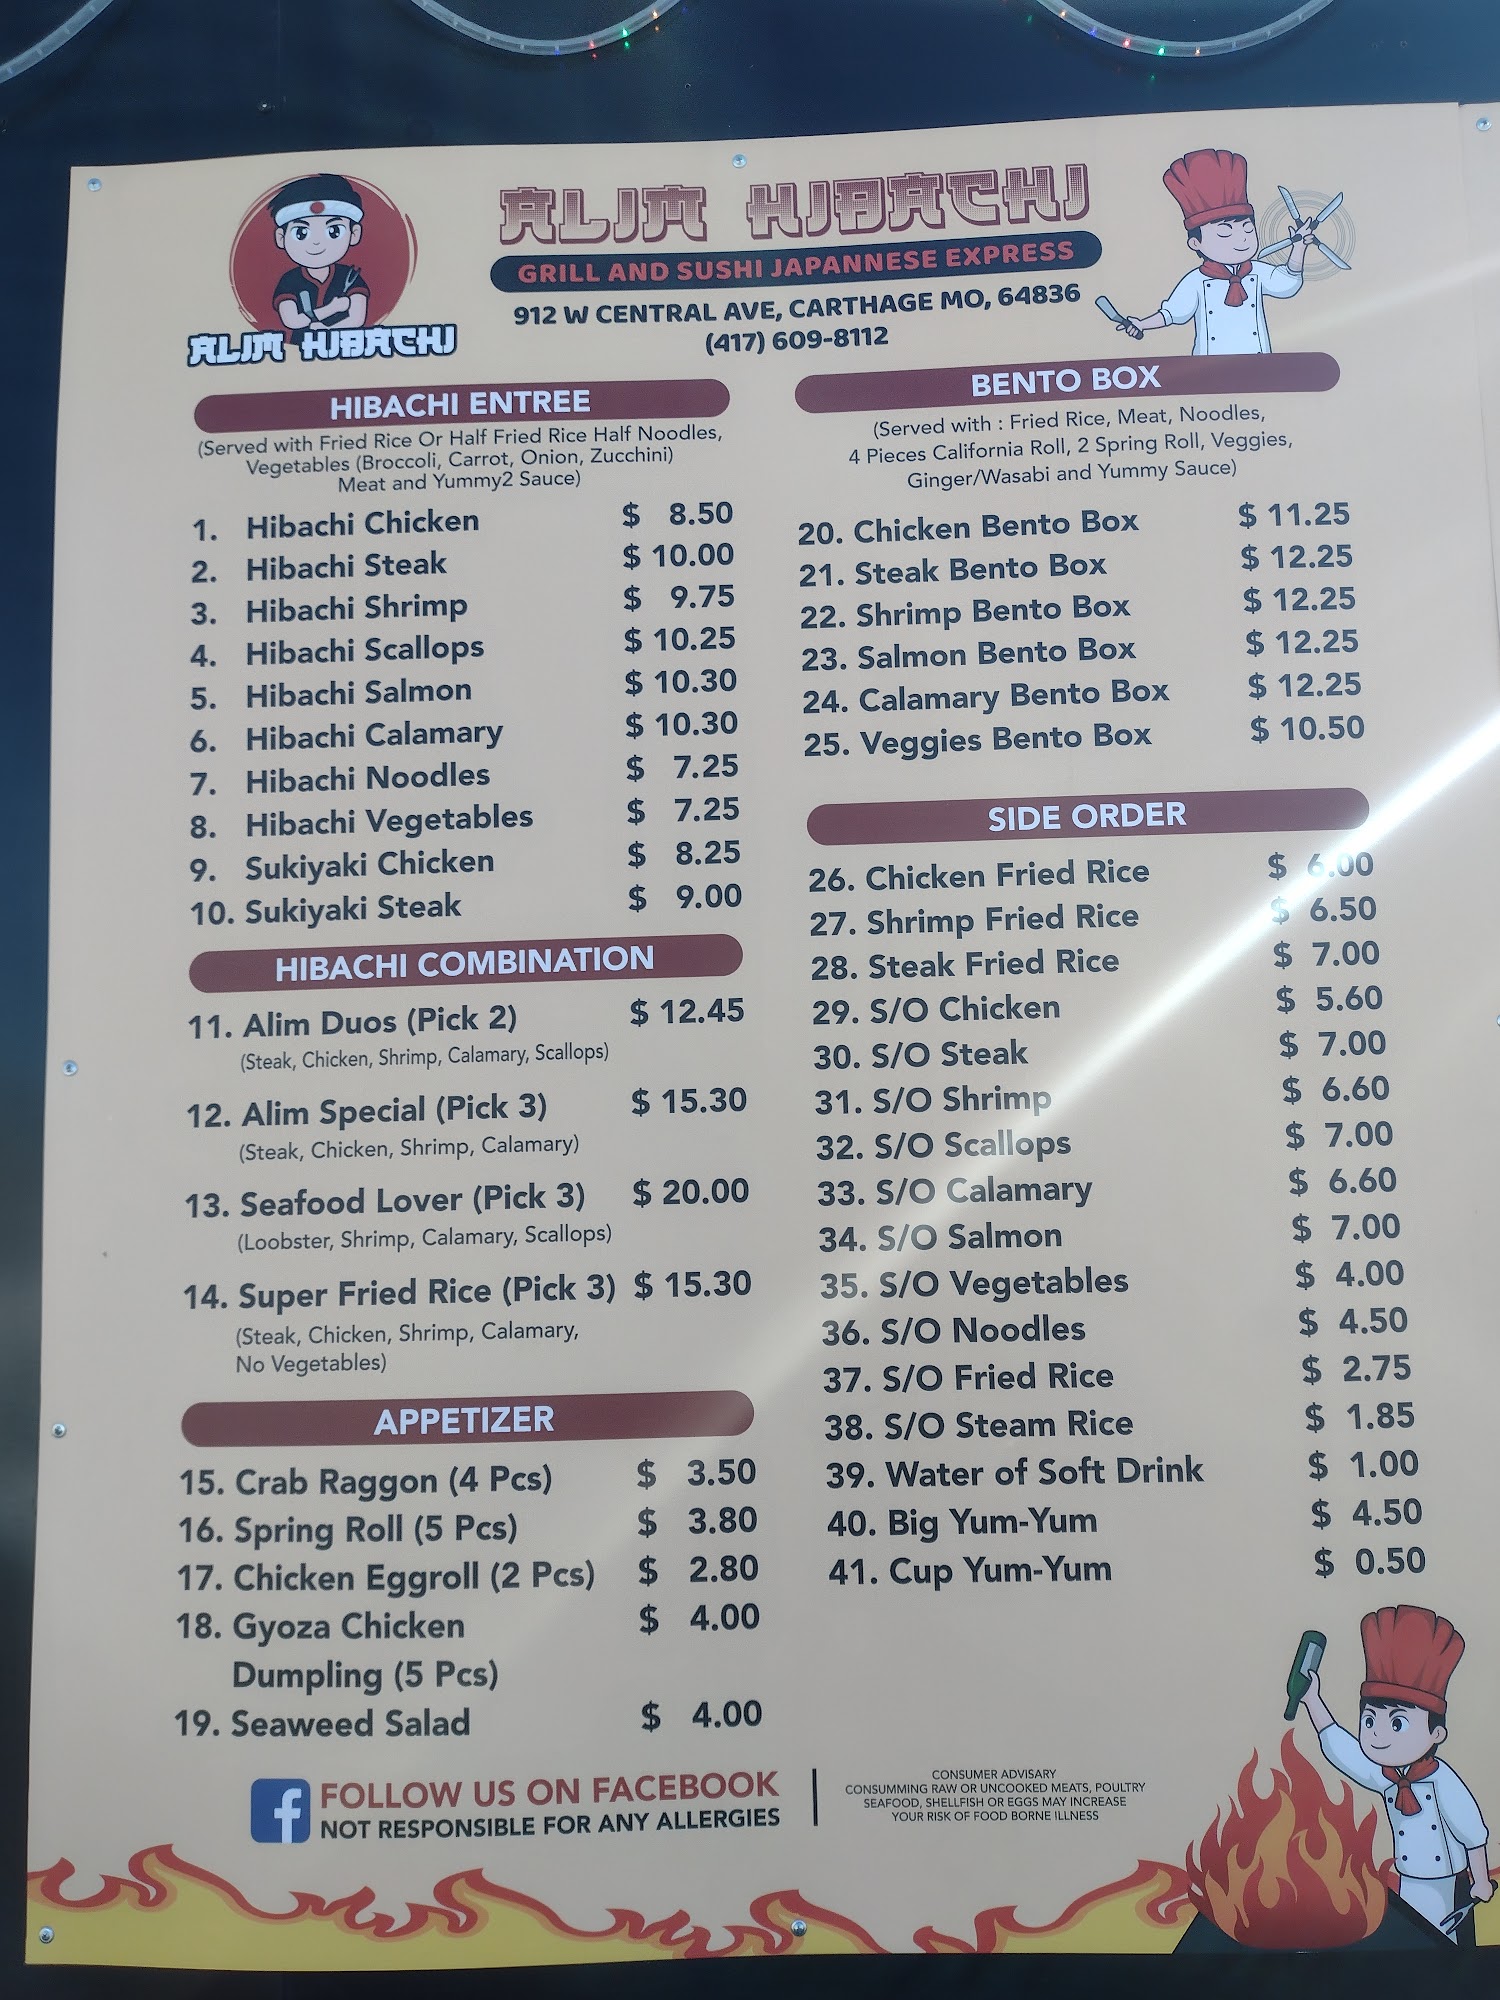 ALIM HIBACHI
ALIM HIBACHI
GRILL AND SUSHI JAPANNESE EXPRESS
912 W CENTRAL AVE, CARTHAGE MO, 64836
(417) 609-8112
HIBACHI ENTREE
(Served with Fried Rice Or Half Fried Rice Half Noodles,
Vegetables (Broccoli, Carrot, Onion, Zucchini)
Meat and Yummy2 Sauce)
1. Hibachi Chicken $ 8.50
2. Hibachi Steak $ 10.00
3. Hibachi Shrimp $ 9.75
4. Hibachi Scallops $ 10.25
5. Hibachi Salmon $ 10.30
6. Hibachi Calamary $ 10.30
7. Hibachi Noodles $ 7.25
8. Hibachi Vegetables $ 7.25
9. Sukiyaki Chicken $ 8.25
10. Sukiyaki Steak $ 9.00
HIBACHI COMBINATION
11. Alim Duos (Pick 2) $ 12.45
(Steak, Chicken, Shrimp, Calamary, Scallops)
12. Alim Special (Pick 3) $ 15.30
(Steak, Chicken, Shrimp, Calamary)
13. Seafood Lover (Pick 3) $ 20.00
(Loobster, Shrimp, Calamary, Scallops)
14. Super Fried Rice (Pick 3) $ 15.30
(Steak, Chicken, Shrimp, Calamary,
No Vegetables)
APPETIZER
15. Crab Raggon (4 Pcs) $ 3.50
16. Spring Roll (5 Pcs) $ 3.80
17. Chicken Eggroll (2 Pcs) $ 2.80
18. Gyoza Chicken $ 4.00
Dumpling (5 Pcs)
19. Seaweed Salad $ 4.00
BENTO BOX
(Served with : Fried Rice, Meat, Noodles,
4 Pieces California Roll, 2 Spring Roll, Veggies,
Ginger/Wasabi and Yummy Sauce)
20. Chicken Bento Box $ 11.25
21. Steak Bento Box $ 12.25
22. Shrimp Bento Box $ 12.25
23. Salmon Bento Box $ 12.25
24. Calamary Bento Box $ 12.25
25. Veggies Bento Box $ 10.50
SIDE ORDER
26. Chicken Fried Rice $ 6.00
27. Shrimp Fried Rice $ 6.50
28. Steak Fried Rice $ 7.00
29. S/O Chicken $ 5.60
30. S/O Steak $ 7.00
31. S/O Shrimp $ 6.60
32. S/O Scallops $ 7.00
33. S/O Calamary $ 6.60
34. S/O Salmon $ 7.00
35. S/O Vegetables $ 4.00
36. S/O Noodles $ 4.50
37. S/O Fried Rice $ 2.75
38. S/O Steam Rice $ 1.85
39. Water of Soft Drink $ 1.00
40. Big Yum-Yum $ 4.50
41. Cup Yum-Yum $ 0.50
f FOLLOW US ON FACEBOOK
NOT RESPONSIBLE FOR ANY ALLERGIES
CONSUMER ADVISARY
CONSUMMING RAW OR UNCOOKED MEATS, POULTRY
SEAFOOD, SHELLFISH OR EGGS MAY INCREASE
YOUR RISK OF FOOD BORNE ILLNESS